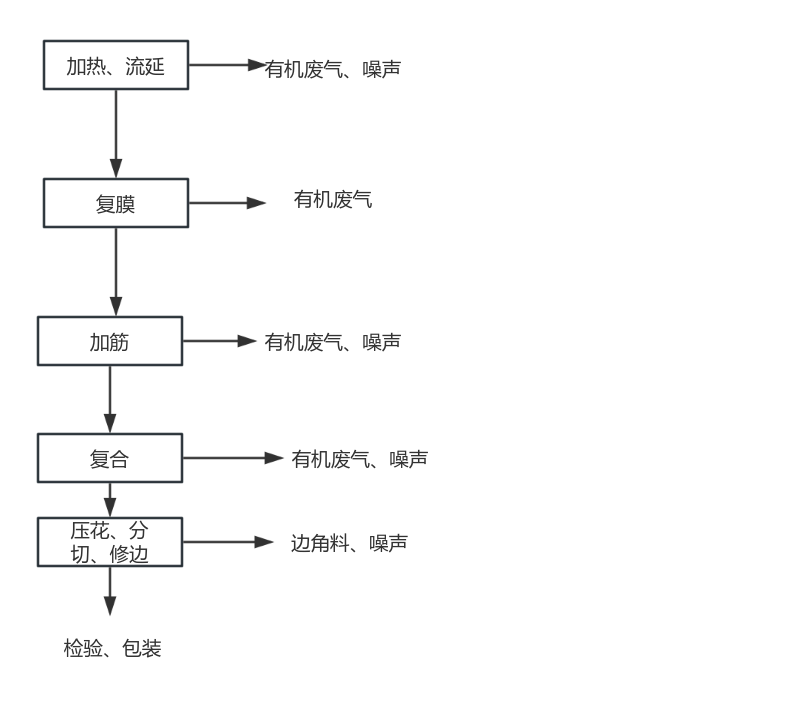 加热、流延
有机废气、噪声
复膜
有机废气
加筋
有机废气、噪声
复合
有机废气、噪声
压花、分
切、修边
边角料、噪声
检验、包装